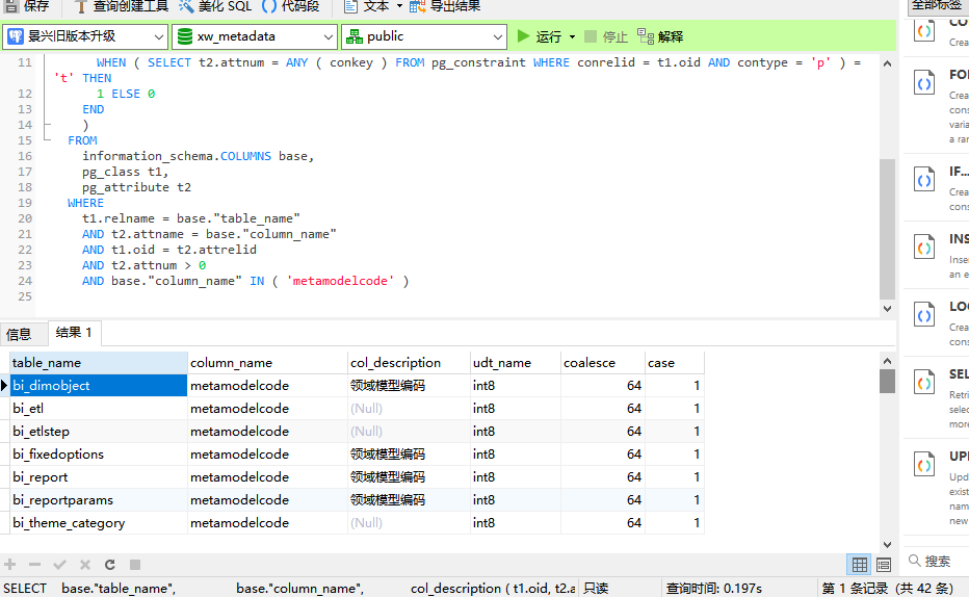 保存 查询创建工具 美化 SQL 代码段 文本 导出结果 全部标签
景兴旧版本升级 xw_metadata public 运行 停止 解释
11 WHEN ( SELECT t2.attnum = ANY ( conkey ) FROM pg_constraint WHERE conrelid = t1.oid AND contype = 'p' ) =
't' THEN
12 1 ELSE 0
13 END
14 )
15 FROM
16 information_schema.COLUMNS base,
17 pg_class t1,
18 pg_attribute t2
19 WHERE
20 t1.relname = base."table_name"
21 AND t2.attname = base."column_name"
22 AND t1.oid = t2.attrelid
23 AND t2.attnum > 0
24 AND base."column_name" IN ( 'metamodelcode' )
25
信息 结果 1
table_name column_name col_description udt_name coalesce case
bi_dimobject metamodelcode 领域模型编码 int8 64 1
bi_etl metamodelcode (Null) int8 64 1
bi_etlstep metamodelcode (Null) int8 64 1
bi_fixedoptions metamodelcode 领域模型编码 int8 64 1
bi_report metamodelcode 领域模型编码 int8 64 1
bi_reportparams metamodelcode 领域模型编码 int8 64 1
bi_theme_category metamodelcode (Null) int8 64 1
SELECT base."table_name", base."column_name", col_description ( t1.oid, t2.a 只读 查询时间: 0.197s 第 1 条记录 (共 42 条)
Crea
Crea
cons
varia
a ran
IF...
Crea
cons
INS
Inse
an e
LO
Crea
cons
SEL
Retri
selec
more
UPI
Upd
exist
nam
new
搜索